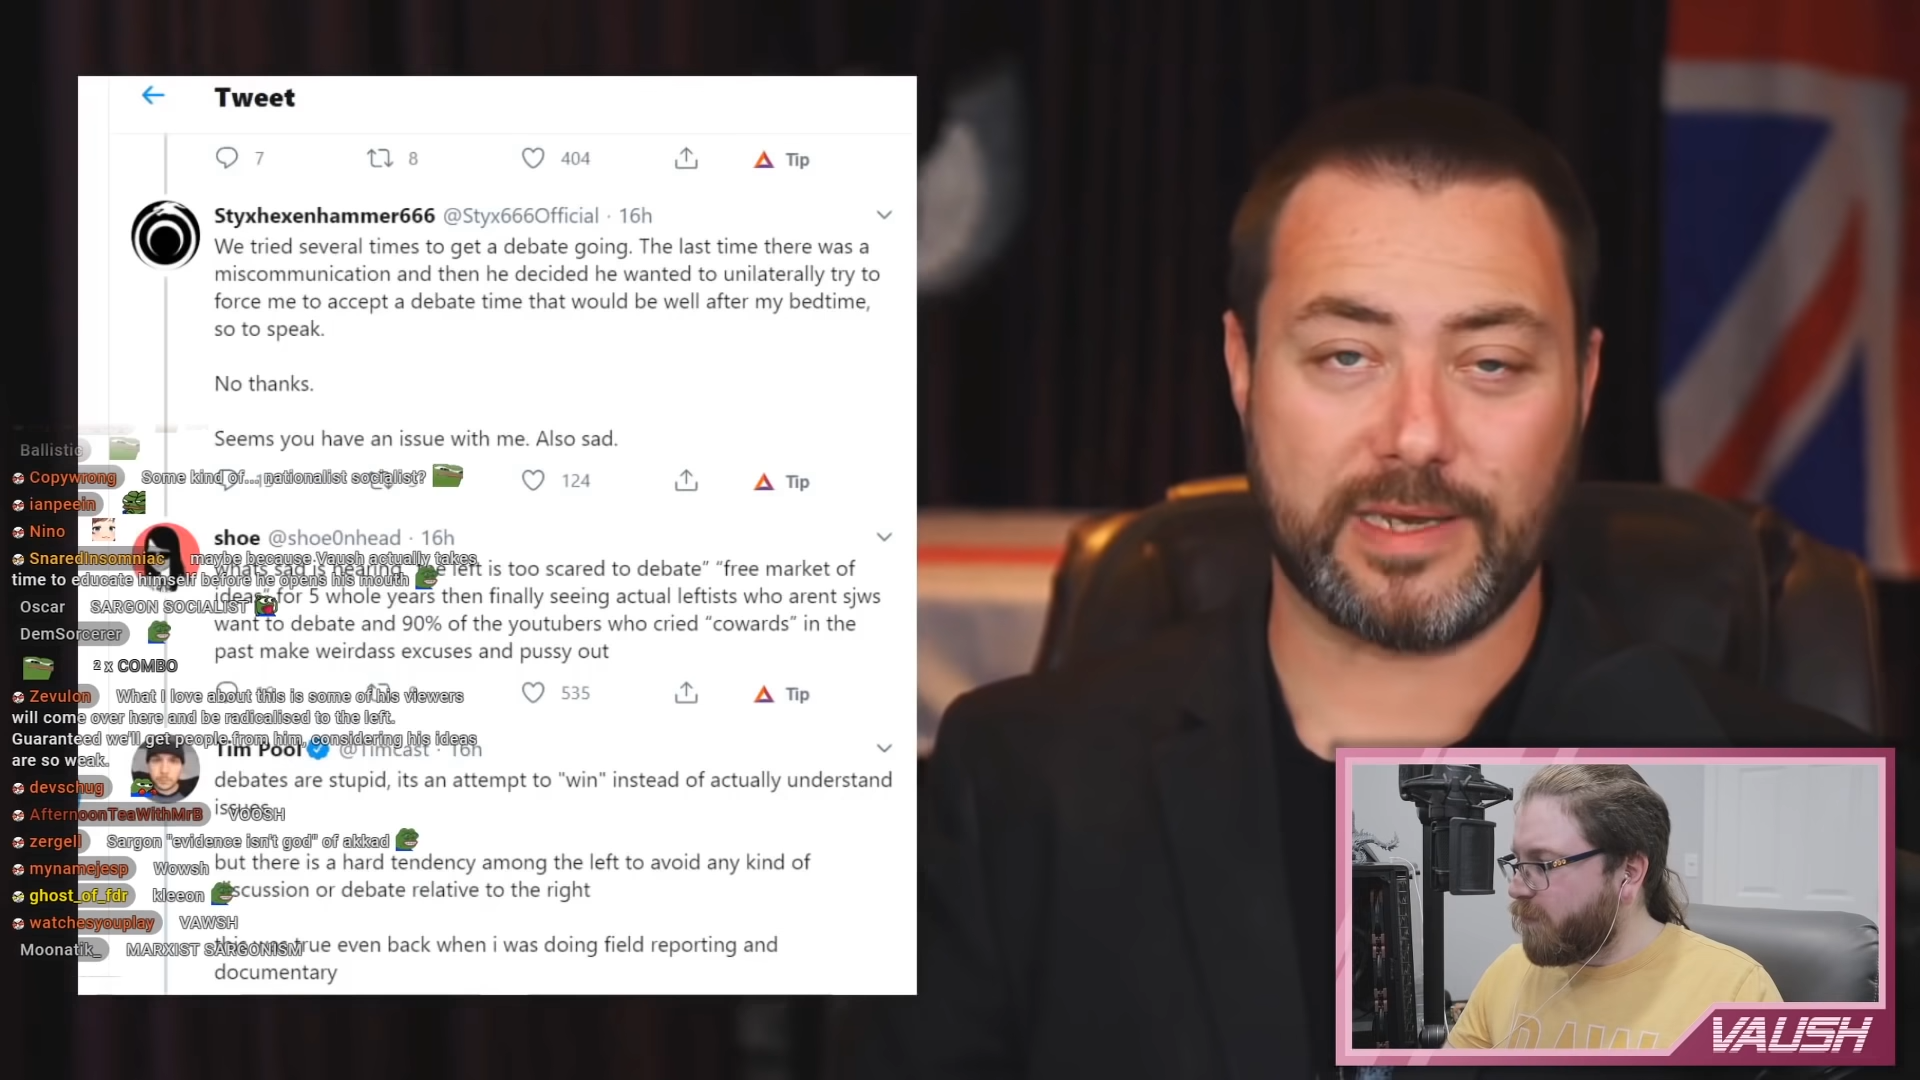 Tweet
7 8 404 Tip
Styxhexenhammer666 @Styx666Official · 16h
We tried several times to get a debate going. The last time there was a
miscommunication and then he decided he wanted to unilaterally try to
force me to accept a debate time that would be well after my bedtime,
so to speak.
No thanks.
Seems you have an issue with me. Also sad.
124 Tip
shoe @shoe0nhead · 16h
whats sad is hearing left is too scared to debate” “free market of
ideas” for 5 whole years then finally seeing actual leftists who arent sjws
want to debate and 90% of the youtubers who cried “cowards” in the
past make weirdass excuses and pussy out
535 Tip
Tim Pool @Timcast · 16h
debates are stupid, its an attempt to "win" instead of actually understand
issues
but there is a hard tendency among the left to avoid any kind of
discussion or debate relative to the right
this was true even back when i was doing field reporting and
documentary
Ballistic
Copywrong Some kind of... nationalist socialist?
ianpeein
Nino
SnaredInsomniac maybe because Vaush actually takes
time to educate himself before he opens his mouth
Oscar SARGON SOCIALIST
DemSorcerer
2 x COMBO
Zevulon What I love about this is some of his viewers
will come over here and be radicalised to the left.
Guaranteed we'll get people from him, considering his ideas
are so weak.
devschug
AfternoonTeaWithMrB VOOSH
zergell Sargon "evidence isn't god" of akkad
mynamejesp Wowsh
ghost_of_fdr kleeon
watchesyouplay VAWSH
Moonatik_ MARXIST SARGONISM
VAUSH